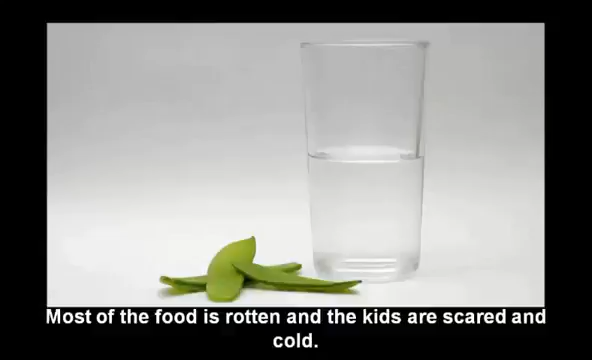 Most of the food is rotten and the kids are scared and
cold.